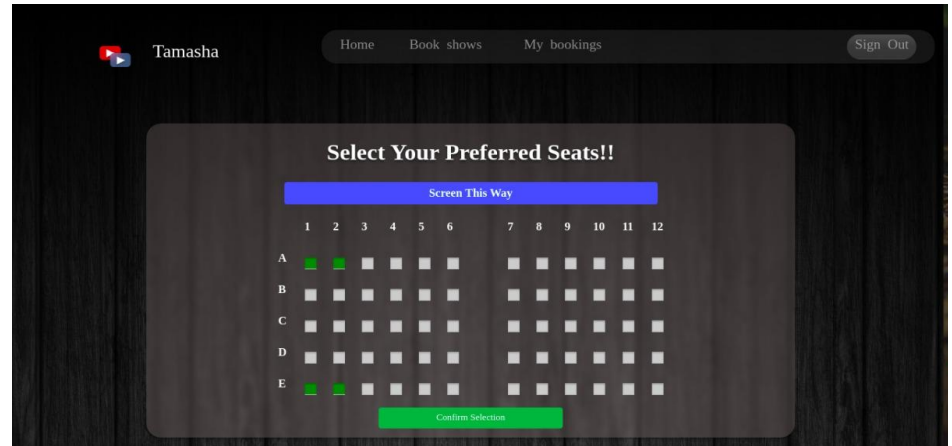 Tamasha
Home Book shows My bookings Sign Out
Select Your Preferred Seats!!
Screen This Way
1 2 3 4 5 6 7 8 9 10 11 12
A
B
C
D
E
Confirm Selection